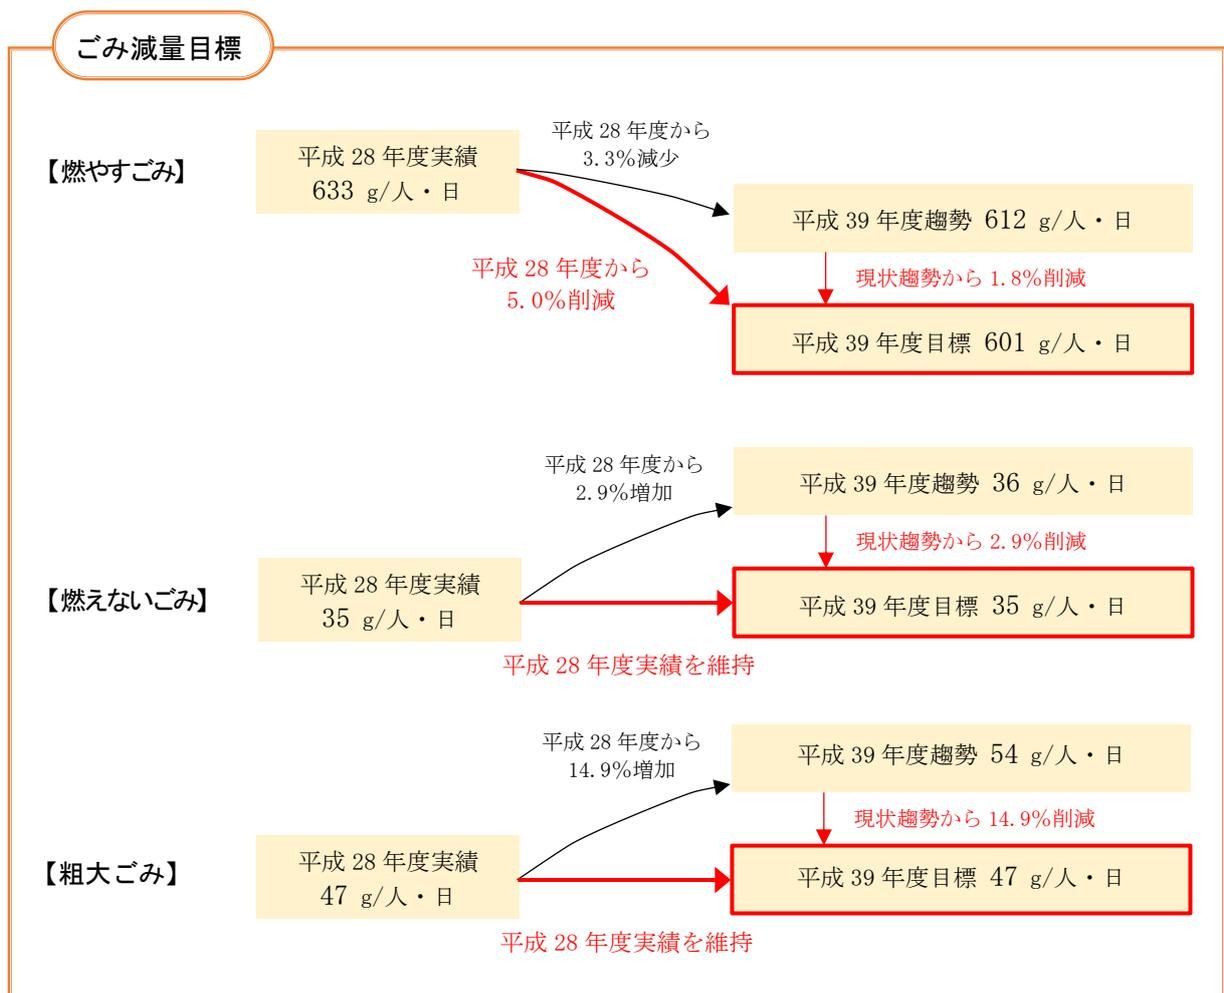 ごみ減量目標
【燃やすごみ】
平成 28 年度実績
633 g/人・日
平成 28 年度から
3.3％減少
平成 39 年度趨勢 612 g/人・日
平成 28 年度から
5.0％削減
現状趨勢から 1.8％削減
平成 39 年度目標 601 g/人・日
【燃えないごみ】
平成 28 年度実績
35 g/人・日
平成 28 年度から
2.9％増加
平成 39 年度趨勢 36 g/人・日
現状趨勢から 2.9％削減
平成 39 年度目標 35 g/人・日
平成 28 年度実績を維持
【粗大ごみ】
平成 28 年度実績
47 g/人・日
平成 28 年度から
14.9％増加
平成 39 年度趨勢 54 g/人・日
現状趨勢から 14.9％削減
平成 39 年度目標 47 g/人・日
平成 28 年度実績を維持